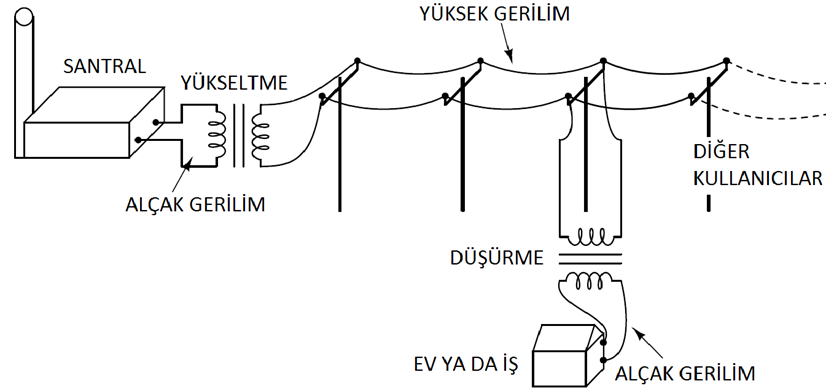 YÜKSEK GERİLİM
SANTRAL
YÜKSELTME
ALÇAK GERİLİM
DİĞER
KULLANICILAR
DÜŞÜRME
EV YA DA İŞ
ALÇAK GERİLİM